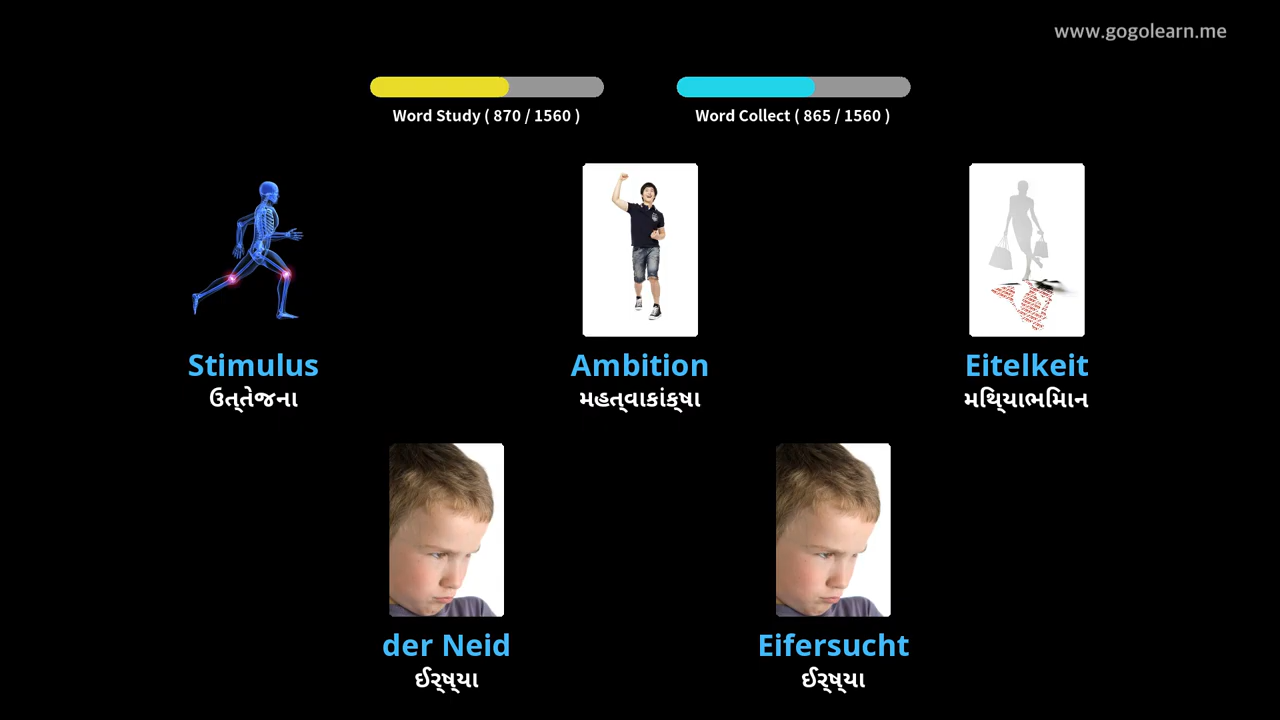 www.gogolearn.me
Word Study ( 870 / 1560 )
Word Collect ( 865 / 1560 )
Stimulus
ઉત્તેજના
Ambition
મહત્વાકાંક્ષા
Eitelkeit
મિથ્યાભિમાન
der Neid
ઈર્ષ્યા
Eifersucht
ઈર્ષ્યા